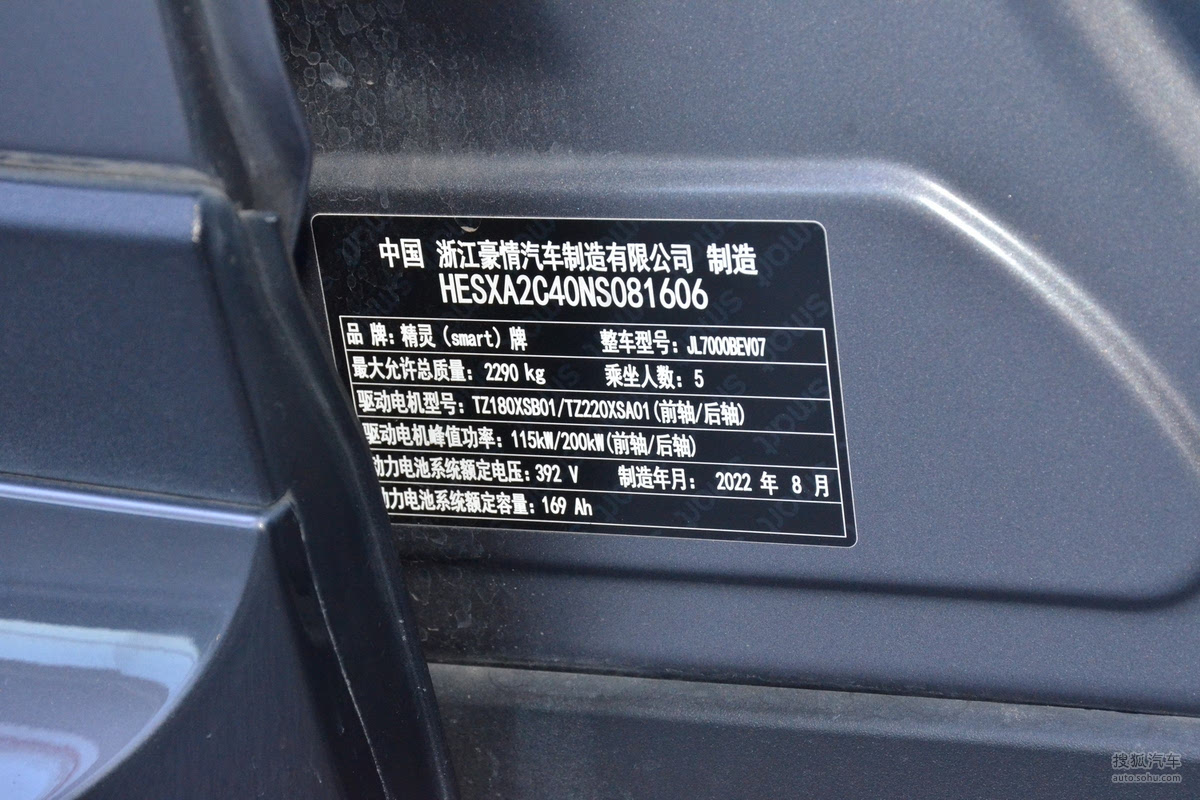 中国 浙江豪情汽车制造有限公司 制造
HESXA2C40NS081606
品 牌: 精灵 (smart) 牌 整车型号: JL7000BEV07
最大允许总质量: 2290 kg 乘坐人数: 5
驱动电机型号: TZ180XSB01/TZ220XSA01(前轴/后轴)
驱动电机峰值功率: 115kW/200kW(前轴/后轴)
动力电池系统额定电压: 392 V 制造年月: 2022 年 8 月
动力电池系统额定容量: 169 Ah
搜狐汽车
auto.sohu.com